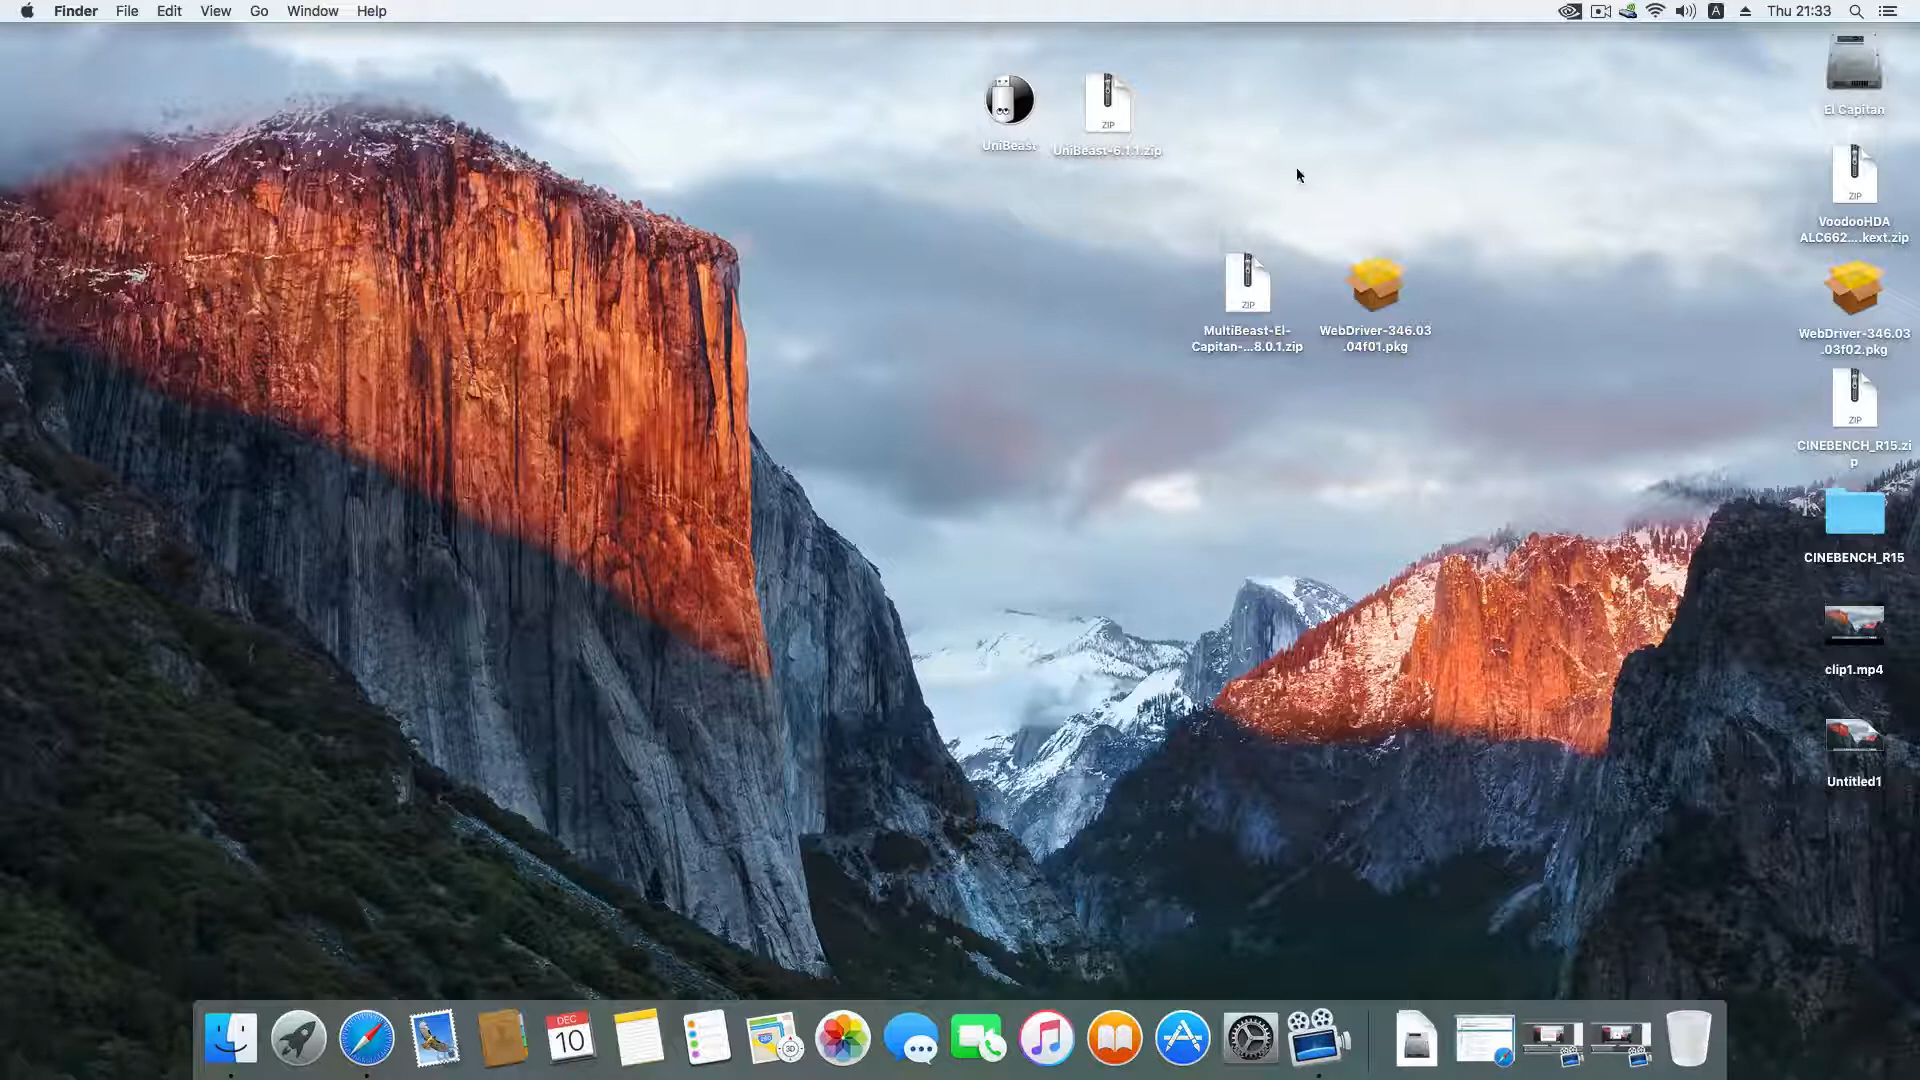 Finder File Edit View Go Window Help
A Thu 21:33
El Capitan
UniBeast
UniBeast-6.1.1.zip
ZIP
ZIP
VoodooHDA
ALC662....kext.zip
ZIP
MultiBeast-El-
Capitan-...8.0.1.zip
WebDriver-346.03
.04f01.pkg
WebDriver-346.03
.03f02.pkg
ZIP
CINEBENCH_R15.zi
p
CINEBENCH_R15
clip1.mp4
Untitled1
DEC
10
3D